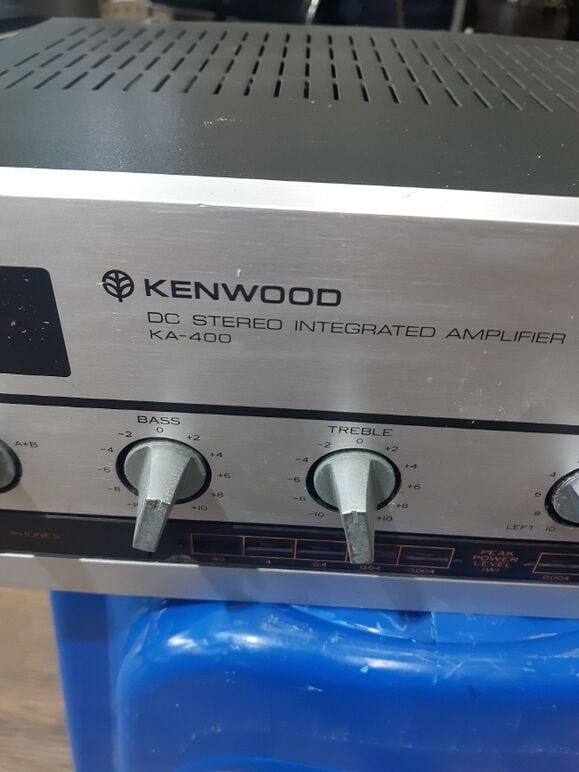 KENWOOD
DC STEREO INTEGRATED AMPLIFIER
KA-400
BASS
TREBLE
-2 0 +2
-2 0 +2
A+B
-4 +4
-4 +4
4
-6 +6
-6 +6
6
-8 +8
-8 +8
8
-10 +10
-10 +10
LEFT 10
PHONES
40 4 0.4 0.04 0.004
PEAK
POWER
LEVEL
(W)
0.004